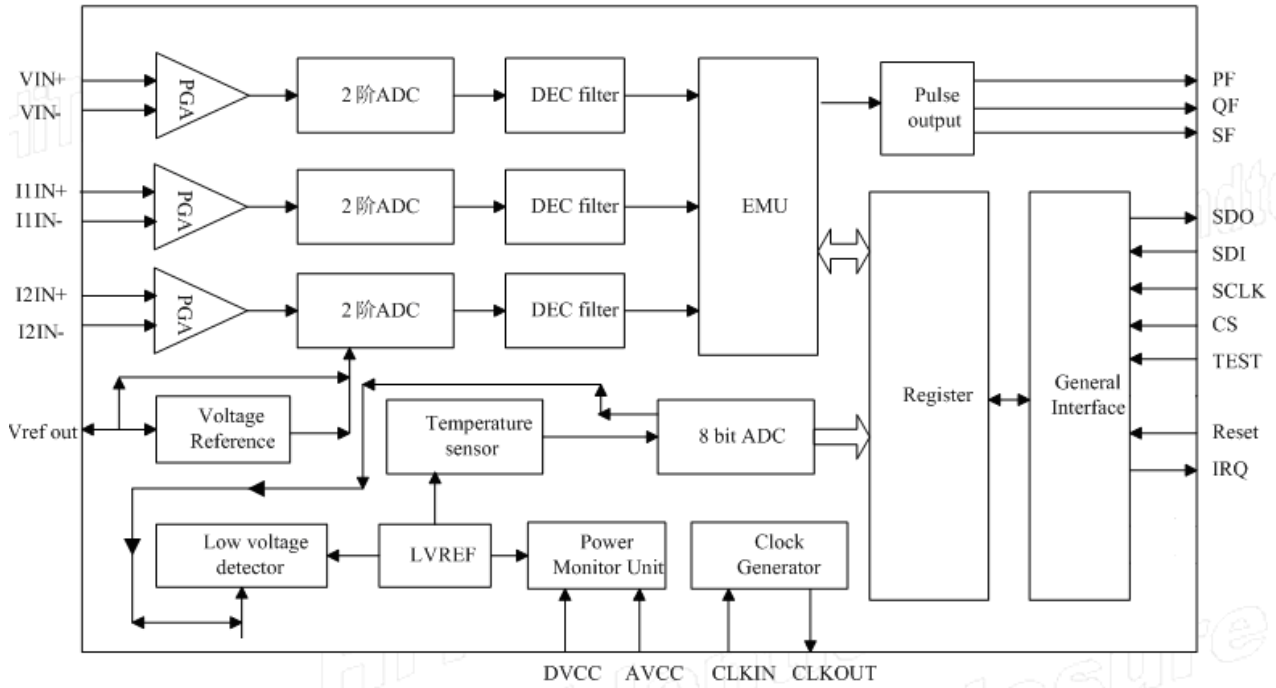 VIN+
VIN-
PGA
2 阶ADC
DEC filter
EMU
Pulse
output
PF
QF
SF
I1IN+
I1IN-
PGA
2 阶ADC
DEC filter
I2IN+
I2IN-
PGA
2 阶ADC
DEC filter
Register
General
Interface
SDO
SDI
SCLK
CS
TEST
Reset
IRQ
Vref out
Voltage
Reference
Temperature
sensor
8 bit ADC
Low voltage
detector
LVREF
Power
Monitor Unit
Clock
Generator
DVCC
AVCC
CLKIN
CLKOUT